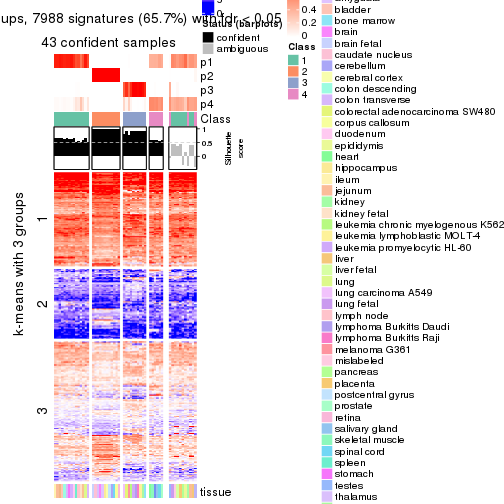 ups, 7988 signatures (65.7%) with fdr < 0.05
43 confident samples
p1
p2
p3
p4
Class
1
0.5
0
Silhouette
score
k-means with 3 groups
1
2
3
tissue
0
Status (barplots)
confident
ambiguous
0.4
0.2
0
Class
1
2
3
4
bladder
bone marrow
brain
brain fetal
caudate nucleus
cerebellum
cerebral cortex
colon descending
colon transverse
colorectal adenocarcinoma SW480
corpus callosum
duodenum
epididymis
heart
hippocampus
ileum
jejunum
kidney
kidney fetal
leukemia chronic myelogenous K562
leukemia lymphoblastic MOLT-4
leukemia promyelocytic HL-60
liver
liver fetal
lung
lung carcinoma A549
lung fetal
lymph node
lymphoma Burkitts Daudi
lymphoma Burkitts Raji
melanoma G361
mislabeled
pancreas
placenta
postcentral gyrus
prostate
retina
salivary gland
skeletal muscle
spinal cord
spleen
stomach
testes
thalamus